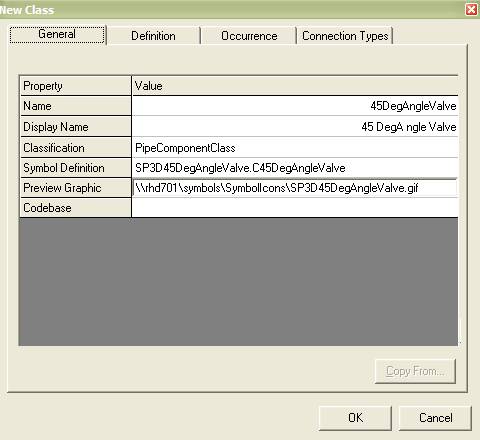 New Class
General
Definition
Occurrence
Connection Types
Property Value
Name 45DegAngleValve
Display Name 45 DegA ngle Valve
Classification PipeComponentClass
Symbol Definition SP3D45DegAngleValve.C45DegAngleValve
Preview Graphic \\rhd701\symbols\SymbolIcons\SP3D45DegAngleValve.gif
Codebase
Copy From...
OK
Cancel